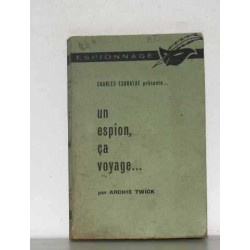 ESPIONNAGE
CHARLES EXBRAYAT présente...
un
espion,
ça
voyage...
par ARCHIE TWICK